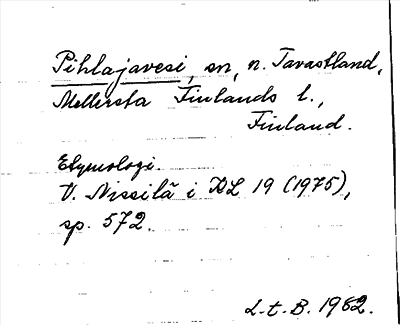 Pihlajavesi, sn, n. Tavastland,
Mellersta Finlands l.,
Finland.
Etymologi.
V. Nissilä i DL 19 (1975),
sp. 572.
L-t-B. 1982.